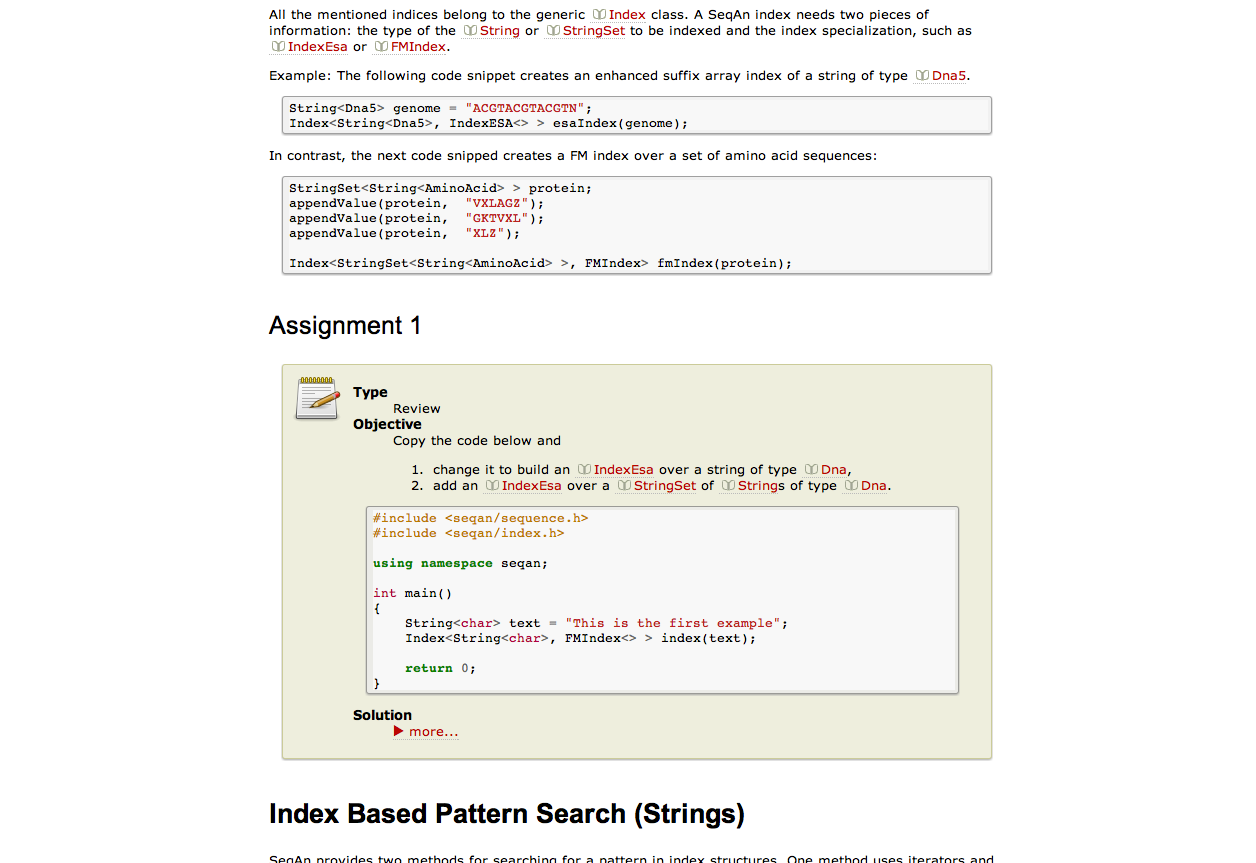 All the mentioned indices belong to the generic Index class. A SeqAn index needs two pieces of
information: the type of the String or StringSet to be indexed and the index specialization, such as
IndexEsa or FMIndex.
Example: The following code snippet creates an enhanced suffix array index of a string of type Dna5.
String<Dna5> genome = "ACGTACGTACGTN";
Index<String<Dna5>, IndexESA<> > esaIndex(genome);
In contrast, the next code snipped creates a FM index over a set of amino acid sequences:
StringSet<String<AminoAcid> > protein;
appendValue(protein,  "VXLAGZ");
appendValue(protein,  "GKTVXL");
appendValue(protein,  "XLZ");
Index<StringSet<String<AminoAcid> >, FMIndex> fmIndex(protein);
Assignment 1
Type
Review
Objective
Copy the code below and
1. change it to build an IndexEsa over a string of type Dna,
2. add an IndexEsa over a StringSet of Strings of type Dna.
#include <seqan/sequence.h>
#include <seqan/index.h>
using namespace seqan;
int main()
{
    String<char> text = "This is the first example";
    Index<String<char>, FMIndex<> > index(text);
    return 0;
}
Solution
more...
Index Based Pattern Search (Strings)
SeqAn provides two methods for searching for a pattern in index structures. One method uses iterators and